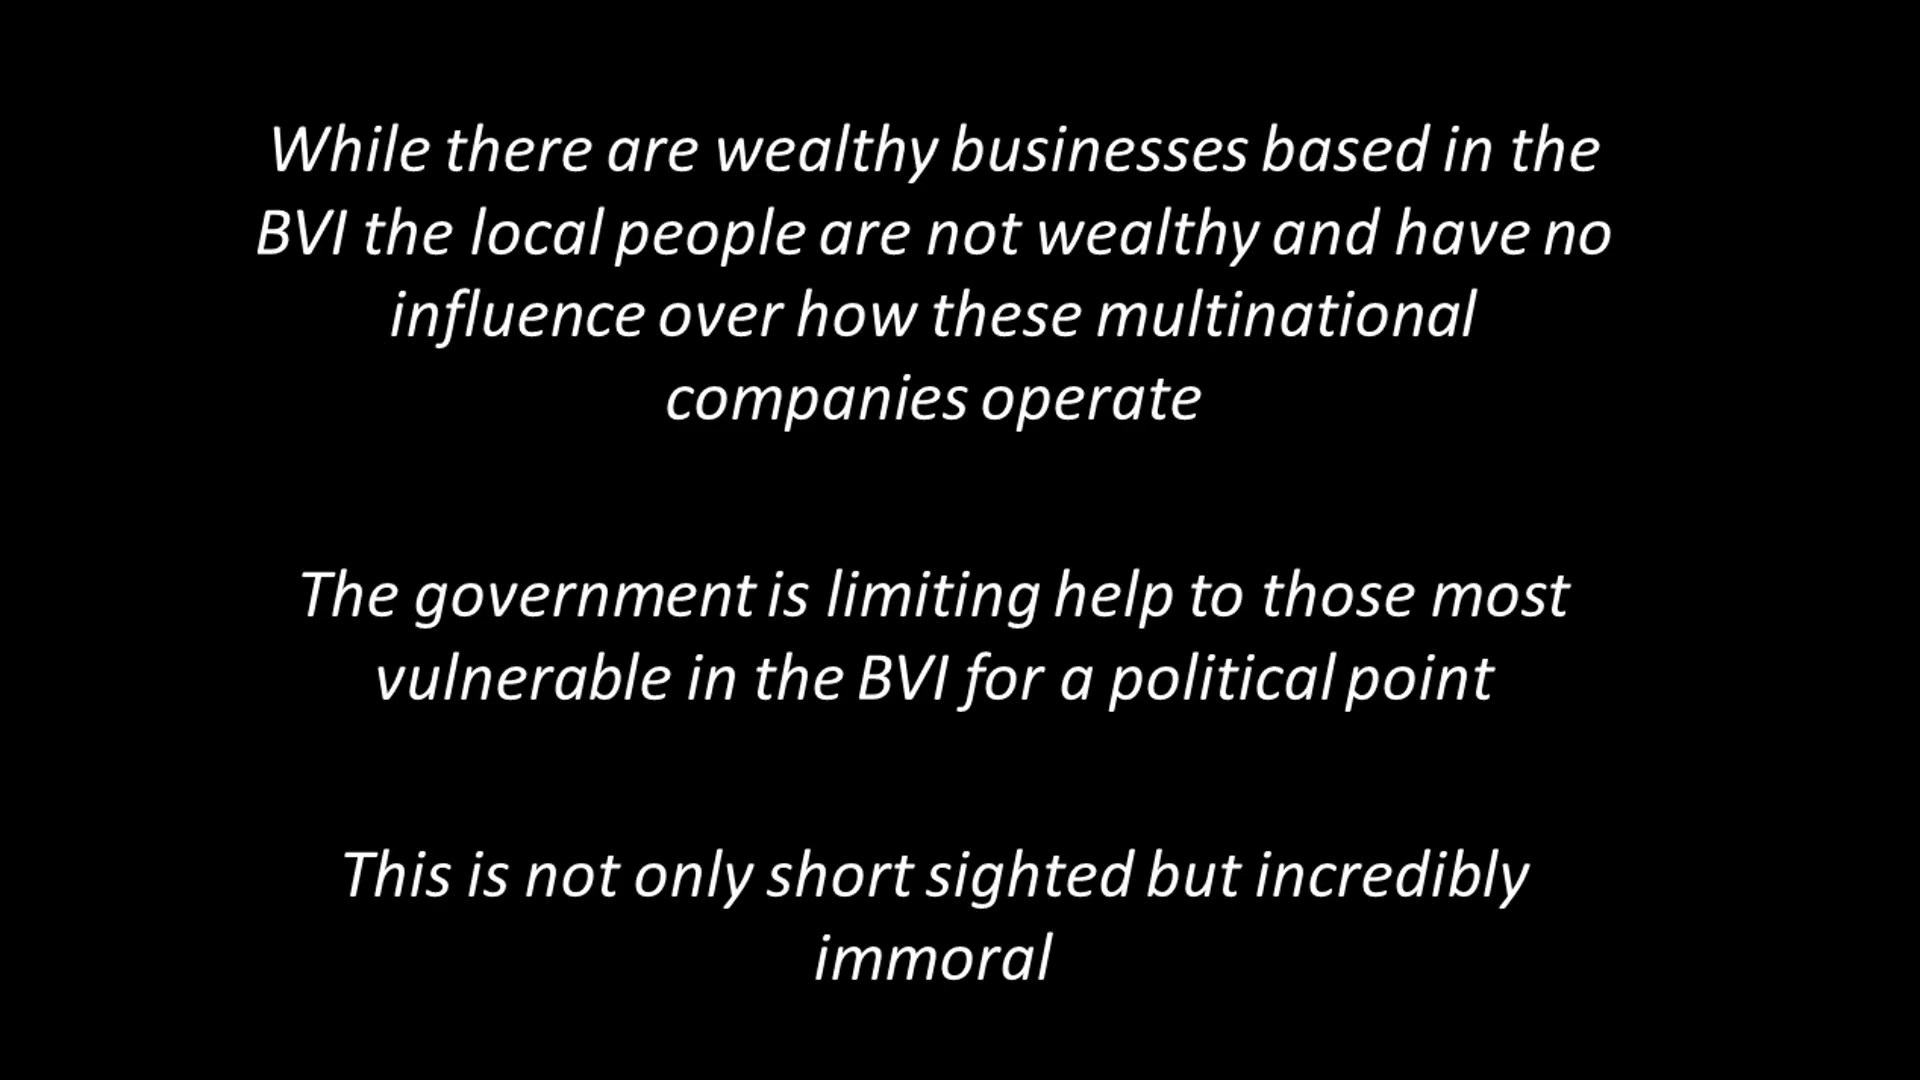 While there are wealthy businesses based in the
BVI the local people are not wealthy and have no
influence over how these multinational
companies operate
The government is limiting help to those most
vulnerable in the BVI for a political point
This is not only short sighted but incredibly
immoral